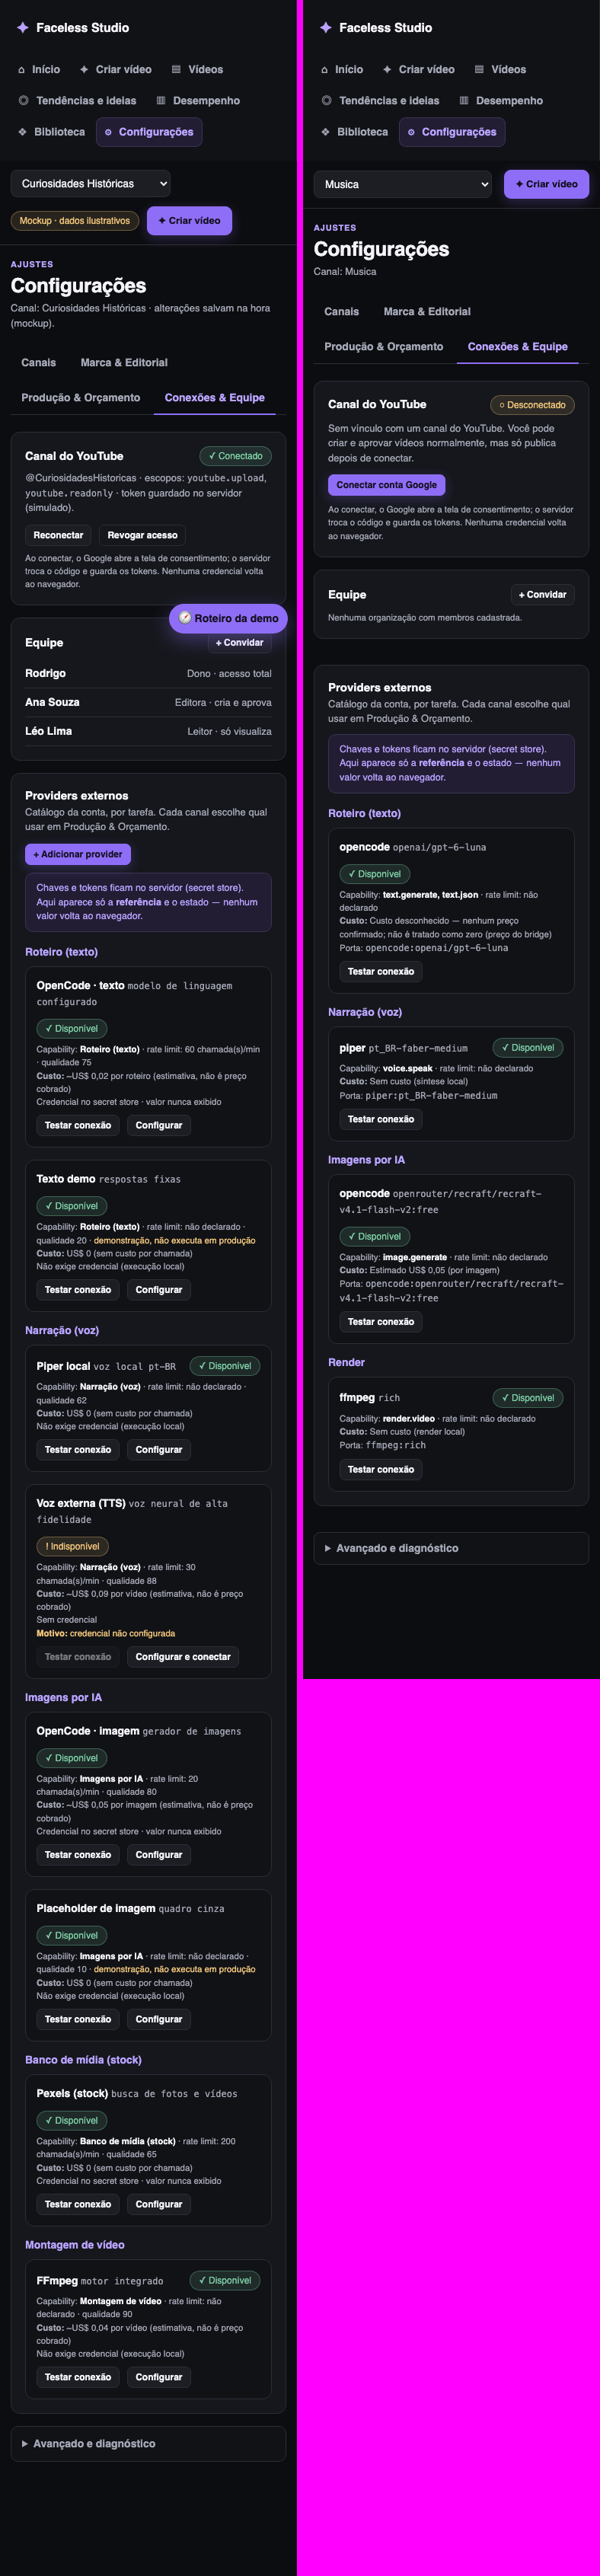 Faceless Studio
Início
Criar vídeo
Vídeos
Tendências e ideias
Desempenho
Biblioteca
Configurações
Curiosidades Históricas
Mockup · dados ilustrativos
Criar vídeo
AJUSTES
Configurações
Canal: Curiosidades Históricas · alterações salvam na hora
(mockup).
Canais
Marca & Editorial
Produção & Orçamento
Conexões & Equipe
Canal do YouTube
✓ Conectado
@CuriosidadesHistoricas · escopos: youtube.upload,
youtube.readonly · token guardado no servidor
(simulado).
Reconectar
Revogar acesso
Ao conectar, o Google abre a tela de consentimento; o servidor
troca o código e guarda os tokens. Nenhuma credencial volta
ao navegador.
Roteiro da demo
Equipe
+ Convidar
Rodrigo
Dono · acesso total
Ana Souza
Editora · cria e aprova
Léo Lima
Leitor · só visualiza
Providers externos
Catálogo da conta, por tarefa. Cada canal escolhe qual
usar em Produção & Orçamento.
+ Adicionar provider
Chaves e tokens ficam no servidor (secret store).
Aqui aparece só a referência e o estado — nenhum
valor volta ao navegador.
Roteiro (texto)
OpenCode · texto modelo de linguagem
configurado
✓ Disponível
Capability: Roteiro (texto) · rate limit: 60 chamada(s)/min
· qualidade 75
Custo: ~US$ 0,02 por roteiro (estimativa, não é preço
cobrado)
Credencial no secret store · valor nunca exibido
Testar conexão
Configurar
Texto demo respostas fixas
✓ Disponível
Capability: Roteiro (texto) · rate limit: não declarado ·
qualidade 20 · demonstração, não executa em produção
Custo: US$ 0 (sem custo por chamada)
Não exige credencial (execução local)
Testar conexão
Configurar
Narração (voz)
Piper local voz local pt-BR
✓ Disponível
Capability: Narração (voz) · rate limit: não declarado ·
qualidade 62
Custo: US$ 0 (sem custo por chamada)
Não exige credencial (execução local)
Testar conexão
Configurar
Voz externa (TTS) voz neural de alta
fidelidade
! Indisponível
Capability: Narração (voz) · rate limit: 30
chamada(s)/min · qualidade 88
Custo: ~US$ 0,09 por vídeo (estimativa, não é preço
cobrado)
Sem credencial
Motivo: credencial não configurada
Testar conexão
Configurar e conectar
Imagens por IA
OpenCode · imagem gerador de imagens
✓ Disponível
Capability: Imagens por IA · rate limit: 20
chamada(s)/min · qualidade 80
Custo: ~US$ 0,05 por imagem (estimativa, não é preço
cobrado)
Credencial no secret store · valor nunca exibido
Testar conexão
Configurar
Placeholder de imagem quadro cinza
✓ Disponível
Capability: Imagens por IA · rate limit: não declarado ·
qualidade 10 · demonstração, não executa em produção
Custo: US$ 0 (sem custo por chamada)
Não exige credencial (execução local)
Testar conexão
Configurar
Banco de mídia (stock)
Pexels (stock) busca de fotos e vídeos
✓ Disponível
Capability: Banco de mídia (stock) · rate limit: 200
chamada(s)/min · qualidade 65
Custo: US$ 0 (sem custo por chamada)
Credencial no secret store · valor nunca exibido
Testar conexão
Configurar
Montagem de vídeo
FFmpeg motor integrado
✓ Disponível
Capability: Montagem de vídeo · rate limit: não
declarado · qualidade 90
Custo: ~US$ 0,04 por vídeo (estimativa, não é preço
cobrado)
Não exige credencial (execução local)
Testar conexão
Configurar
Avançado e diagnóstico
Faceless Studio
Início
Criar vídeo
Vídeos
Tendências e ideias
Desempenho
Biblioteca
Configurações
Musica
Criar vídeo
AJUSTES
Configurações
Canal: Musica
Canais
Marca & Editorial
Produção & Orçamento
Conexões & Equipe
Canal do YouTube
○ Desconectado
Sem vínculo com um canal do YouTube. Você pode
criar e aprovar vídeos normalmente, mas só publica
depois de conectar.
Conectar conta Google
Ao conectar, o Google abre a tela de consentimento; o servidor
troca o código e guarda os tokens. Nenhuma credencial volta
ao navegador.
Equipe
+ Convidar
Nenhuma organização com membros cadastrada.
Providers externos
Catálogo da conta, por tarefa. Cada canal escolhe qual
usar em Produção & Orçamento.
Chaves e tokens ficam no servidor (secret store).
Aqui aparece só a referência e o estado — nenhum
valor volta ao navegador.
Roteiro (texto)
opencode openai/gpt-6-luna
✓ Disponível
Capability: text.generate, text.json · rate limit: não
declarado
Custo: Custo desconhecido — nenhum preço
confirmado; não é tratado como zero (preço do bridge)
Porta: opencode:openai/gpt-6-luna
Testar conexão
Narração (voz)
piper pt_BR-faber-medium
✓ Disponível
Capability: voice.speak · rate limit: não declarado
Custo: Sem custo (síntese local)
Porta: piper:pt_BR-faber-medium
Testar conexão
Imagens por IA
opencode openrouter/recraft/recraft-
v4.1-flash-v2:free
✓ Disponível
Capability: image.generate · rate limit: não declarado
Custo: Estimado US$ 0,05 (por imagem)
Porta: opencode:openrouter/recraft/recraft-
v4.1-flash-v2:free
Testar conexão
Render
ffmpeg rich
✓ Disponível
Capability: render.video · rate limit: não declarado
Custo: Sem custo (render local)
Porta: ffmpeg:rich
Testar conexão
Avançado e diagnóstico